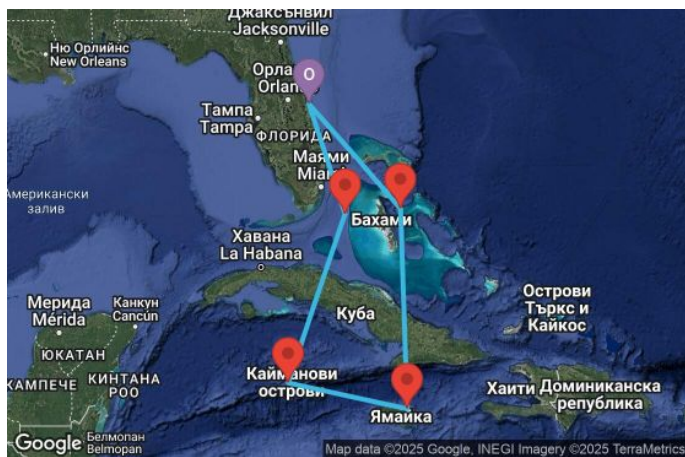 Джаксънвил
Jacksonville
Ню Орлийнс
New Orleans
Орла
Orlan
Тампа
Tampa
ФЛОРИДА
Маями
Miami
Американски
залив
Бахами
Хавана
La Habana
Мерида
Mérida
Канкун
Cancún
Куба
Острови
Търкс и
Кайкос
ЮКАТАН
КАМПЕЧЕ
КИНТАНА
РОО
Кайманови
острови
Ямайка
Хаити
Доминиканска
република
O
Google
Белмопан
Belmopan
Map data ©2025 Google, INEGI Imagery ©2025 TerraMetrics